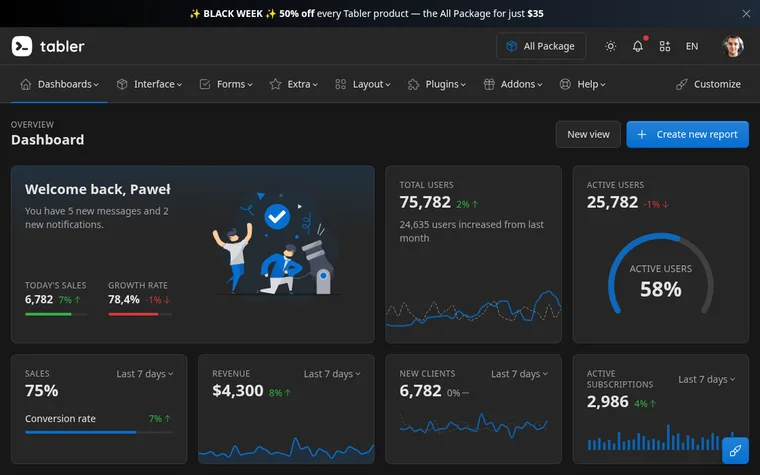 ✨ BLACK WEEK ✨ 50% off every Tabler product — the All Package for just $35
tabler
All Package
EN
Dashboards
Interface
Forms
Extra
Layout
Plugins
Addons
Help
Customize
OVERVIEW
Dashboard
New view
Create new report
Welcome back, Paweł
You have 5 new messages and 2
new notifications.
TODAY'S SALES
6,782 7% ↑
GROWTH RATE
78,4% -1% ↓
TOTAL USERS
75,782 2% ↑
24,635 users increased from last
month
ACTIVE USERS
25,782 -1% ↓
ACTIVE USERS
58%
SALES
Last 7 days
75%
Conversion rate
7% ↑
REVENUE
Last 7 days
$4,300 8% ↑
NEW CLIENTS
Last 7 days
6,782 0% —
ACTIVE
SUBSCRIPTIONS
Last 7 days
2,986 4% ↑